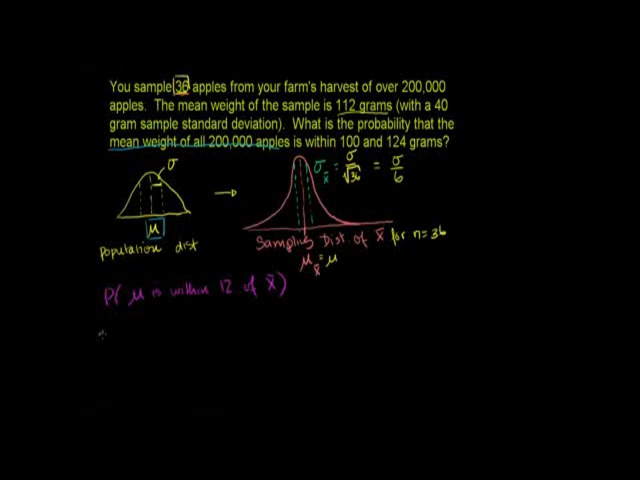 You sample 36 apples from your farm's harvest of over 200,000
apples. The mean weight of the sample is 112 grams (with a 40
gram sample standard deviation). What is the probability that the
mean weight of all 200,000 apples is within 100 and 124 grams?
σ
σx̄ = σ/√36 = σ/6
μ
Population dist
Sampling Dist of x̄ for n=36
μx̄ = μ
P( μ is within 12 of x̄ )